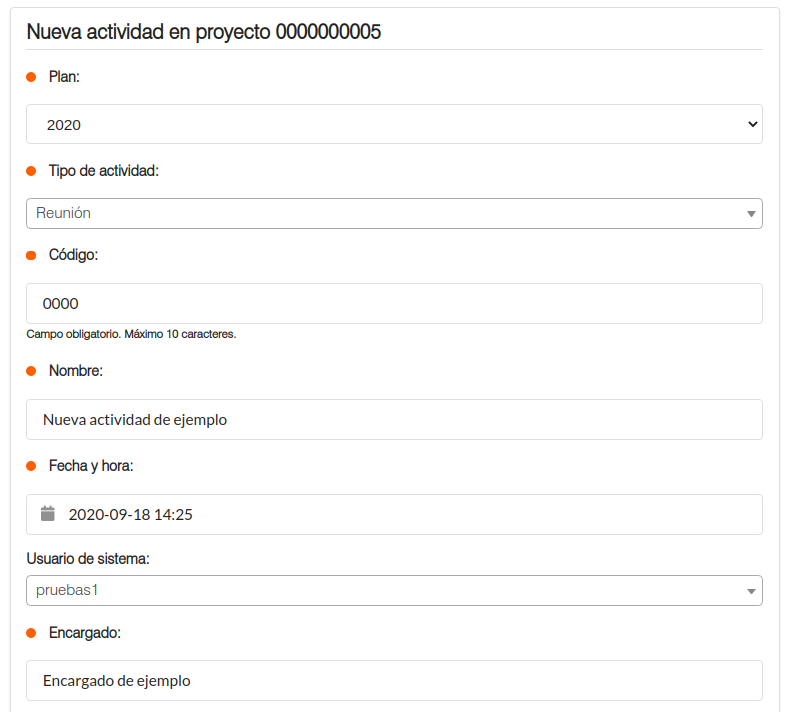 Nueva actividad en proyecto 0000000005
Plan:
2020
Tipo de actividad:
Reunión
Código:
0000
Campo obligatorio. Máximo 10 caracteres.
Nombre:
Nueva actividad de ejemplo
Fecha y hora:
2020-09-18 14:25
Usuario de sistema:
pruebas1
Encargado:
Encargado de ejemplo